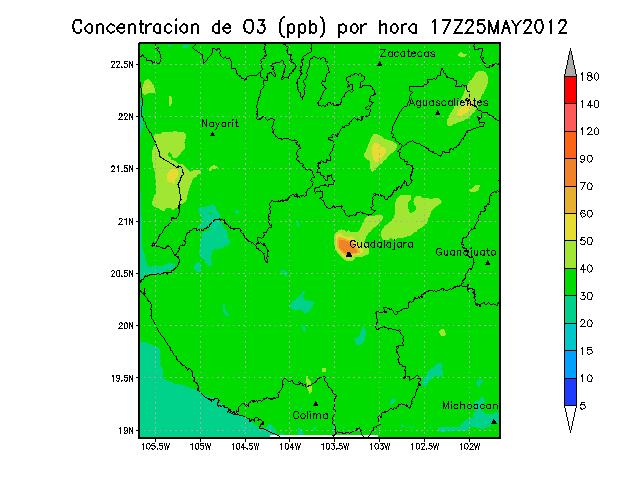 Concentracion de O3 (ppb) por hora 17Z25MAY2012
Zacatecas
22.5N
180
Aguascalientes
140
22N
Nayarit
120
90
21.5N
70
60
21N
50
Guadalajara
Guanajuato
40
20.5N
30
20N
20
15
19.5N
10
Colima
Michoacan
5
19N
105.5W 105W 104.5W 104W 103.5W 103W 102.5W 102W